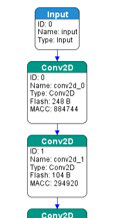 Input
ID: 0
Name: input
Type: Input
Conv2D
ID: 0
Name: conv2d_0
Type: Conv2D
Flash: 248 B
MACC: 884744
Conv2D
ID: 1
Name: conv2d_1
Type: Conv2D
Flash: 104 B
MACC: 294920
Conv2D